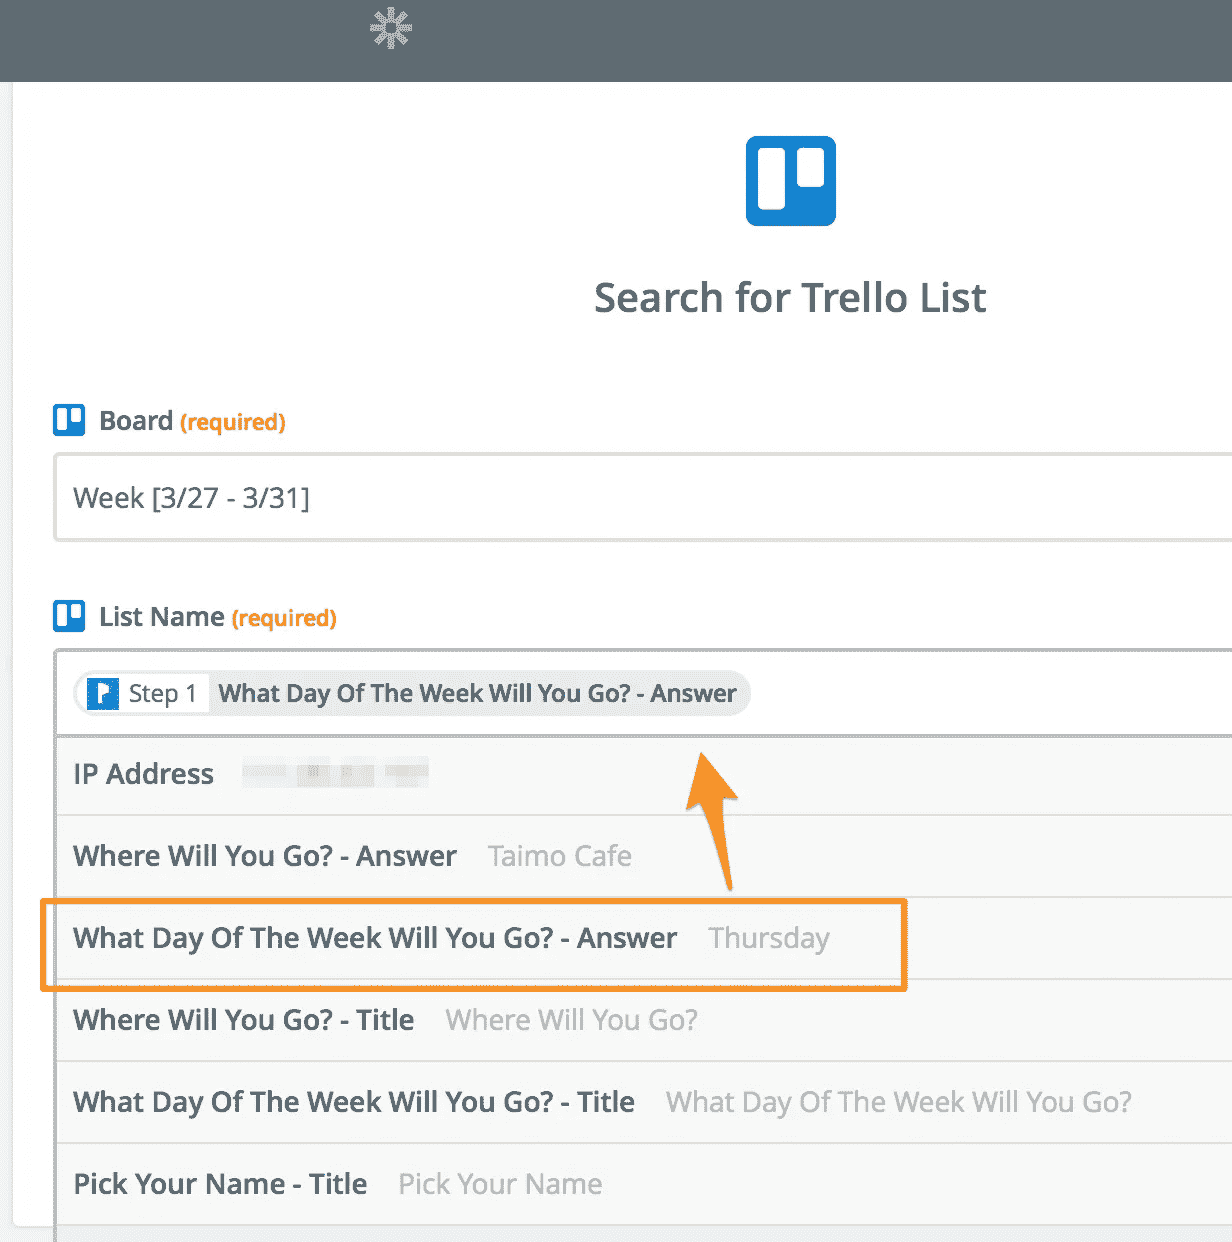 Search for Trello List
Board (required)
Week [3/27 - 3/31]
List Name (required)
Step 1 What Day Of The Week Will You Go? - Answer
IP Address
Where Will You Go? - Answer Taimo Cafe
What Day Of The Week Will You Go? - Answer Thursday
Where Will You Go? - Title Where Will You Go?
What Day Of The Week Will You Go? - Title What Day Of The Week Will You Go?
Pick Your Name - Title Pick Your Name